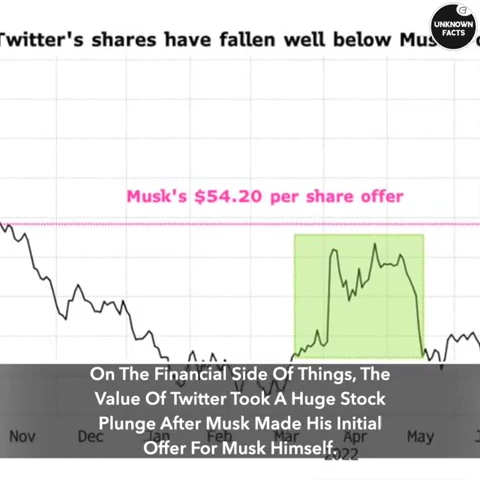 UNKNOWN
FACTS
Twitter's shares have fallen well below
Musk's $54.20 per share offer
On The Financial Side Of Things, The
Value Of Twitter Took A Huge Stock
Plunge After Musk Made His Initial
Offer For Musk Himself.
Nov Dec Jan Apr May
2022